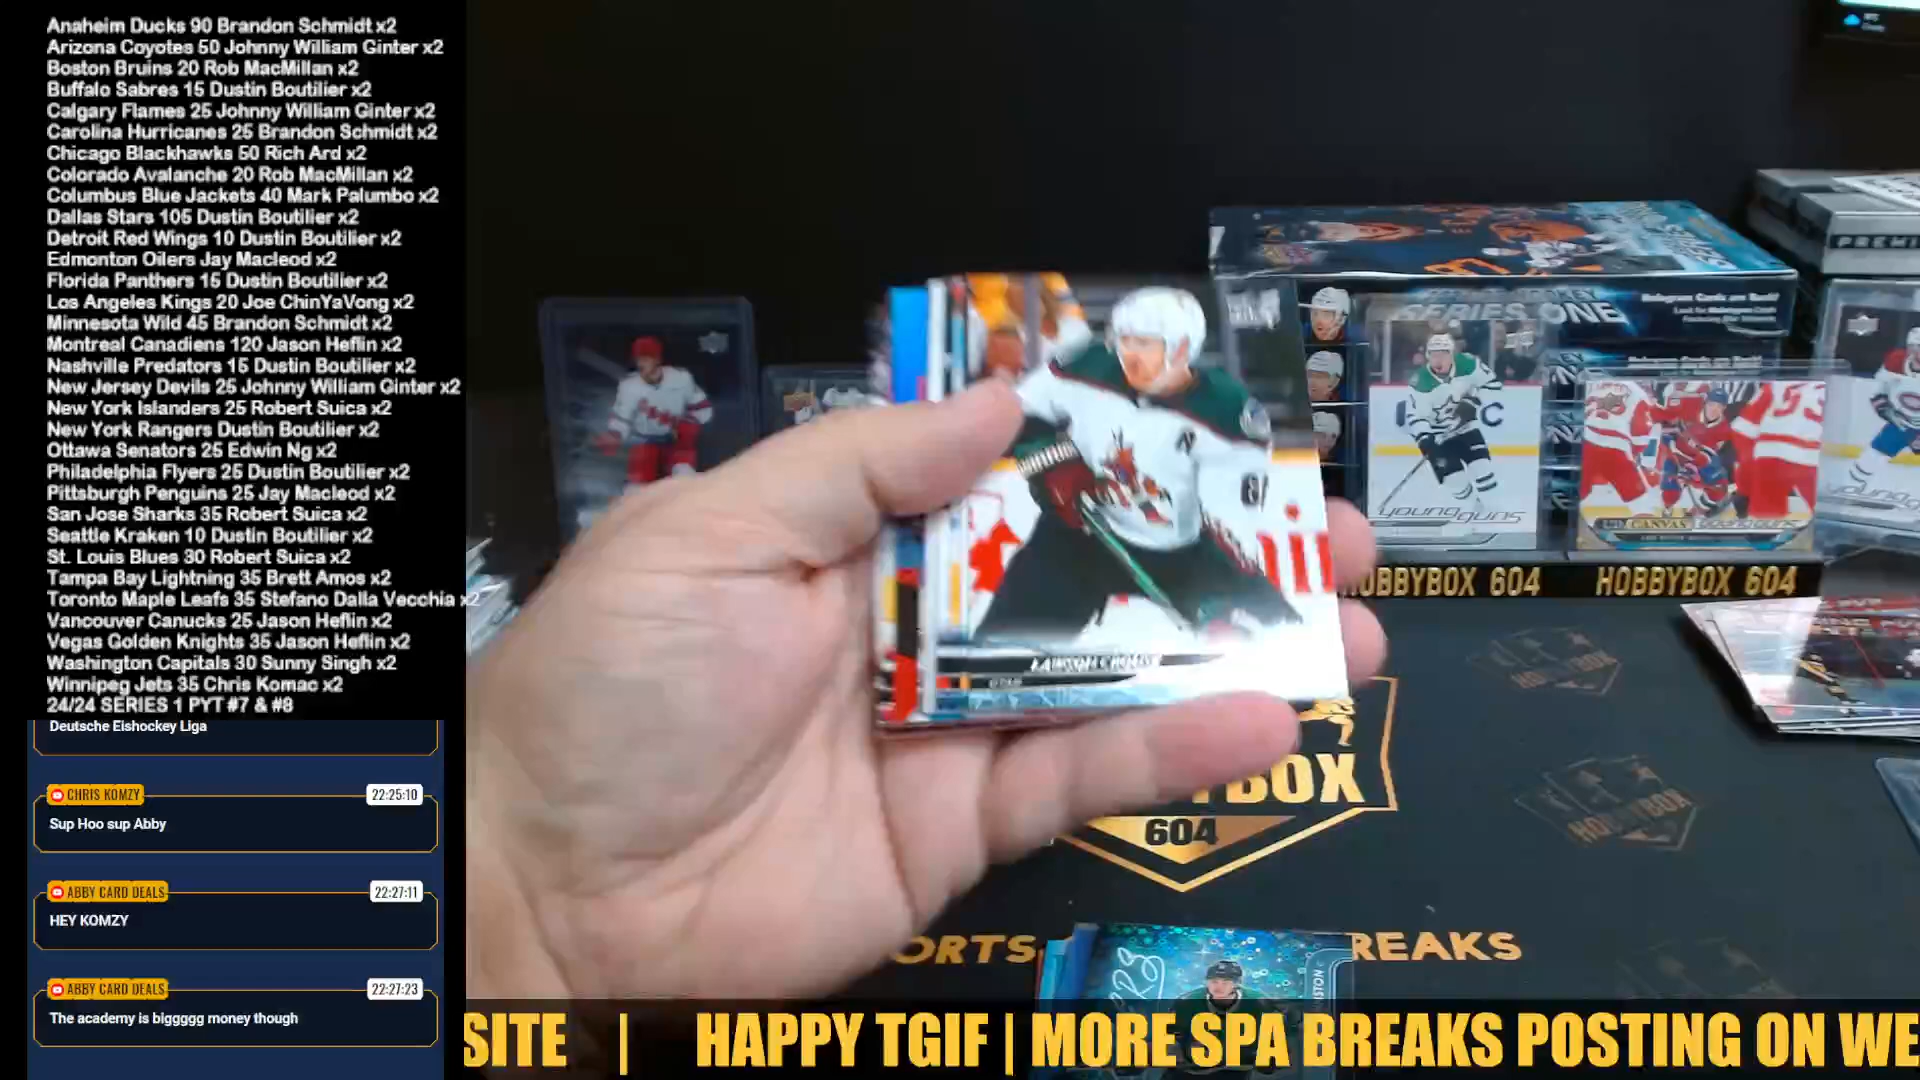 Anaheim Ducks 90 Brandon Schmidt x2
Arizona Coyotes 50 Johnny William Ginter x2
Boston Bruins 20 Rob MacMillan x2
Buffalo Sabres 15 Dustin Boutilier x2
Calgary Flames 25 Johnny William Ginter x2
Carolina Hurricanes 25 Brandon Schmidt x2
Chicago Blackhawks 50 Rich Ard x2
Colorado Avalanche 20 Rob MacMillan x2
Columbus Blue Jackets 40 Mark Palumbo x2
Dallas Stars 105 Dustin Boutilier x2
Detroit Red Wings 10 Dustin Boutilier x2
Edmonton Oilers Jay Macleod x2
Florida Panthers 15 Dustin Boutilier x2
Los Angeles Kings 20 Joe ChinYaVong x2
Minnesota Wild 45 Brandon Schmidt x2
Montreal Canadiens 120 Jason Heflin x2
Nashville Predators 15 Dustin Boutilier x2
New Jersey Devils 25 Johnny William Ginter x2
New York Islanders 25 Robert Suica x2
New York Rangers Dustin Boutilier x2
Ottawa Senators 25 Edwin Ng x2
Philadelphia Flyers 25 Dustin Boutilier x2
Pittsburgh Penguins 25 Jay Macleod x2
San Jose Sharks 35 Robert Suica x2
Seattle Kraken 10 Dustin Boutilier x2
St. Louis Blues 30 Robert Suica x2
Tampa Bay Lightning 35 Brett Amos x2
Toronto Maple Leafs 35 Stefano Dalla Vecchia x2
Vancouver Canucks 25 Jason Heflin x2
Vegas Golden Knights 35 Jason Heflin x2
Washington Capitals 30 Sunny Singh x2
Winnipeg Jets 35 Chris Komac x2
24/24 SERIES 1 PYT #7 & #8
Deutsche Eishockey Liga
CHRIS KOMZY 22:25:10
Sup Hoo sup Abby
ABBY CARD DEALS 22:27:11
HEY KOMZY
ABBY CARD DEALS 22:27:23
The academy is biggggg money though
SERIES ONE
young guns
CANVAS
HOBBYBOX 604
HOBBYBOX 604
YBOX
604
ORTS
REAKS
SITE | HAPPY TGIF | MORE SPA BREAKS POSTING ON WE